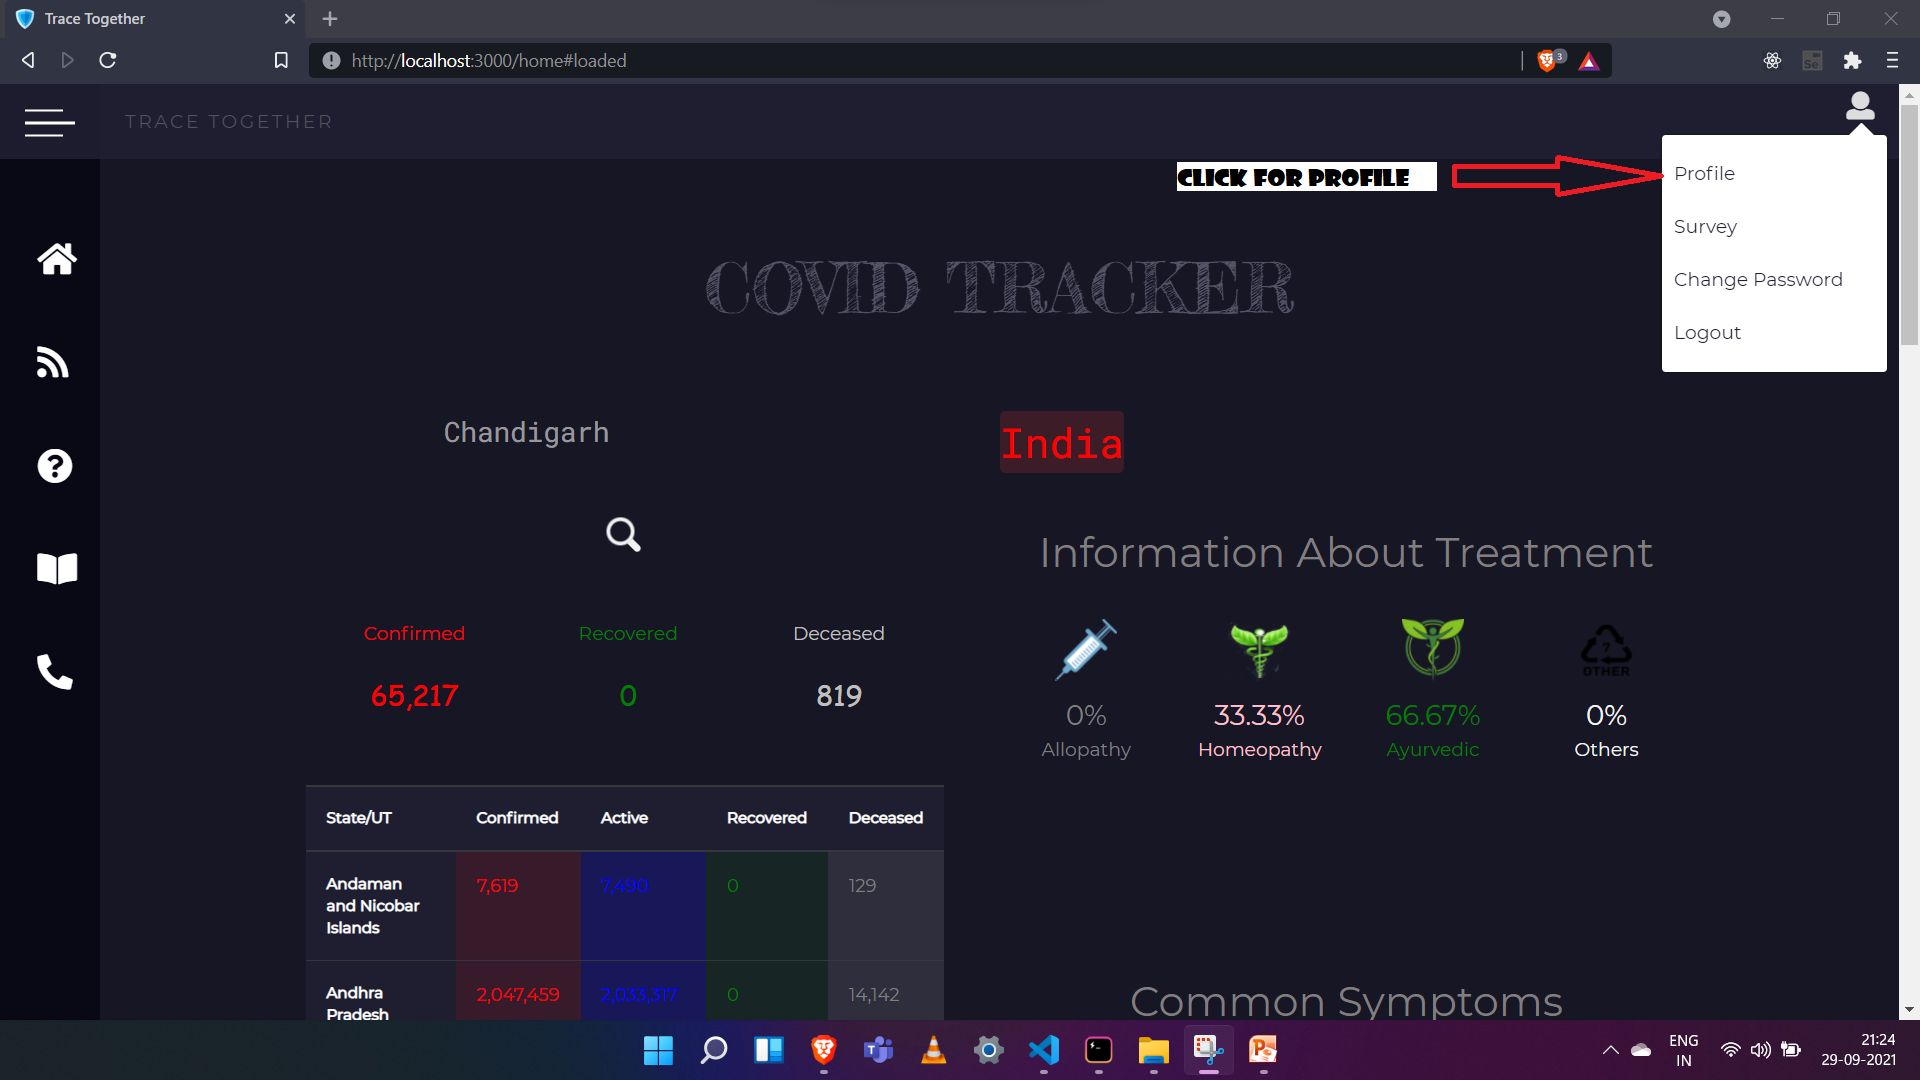 Trace Together
http://localhost:3000/home#loaded
3
Se
TRACE TOGETHER
CLICK FOR PROFILE
Profile
Survey
Change Password
Logout
COVID TRACKER
Chandigarh
India
Information About Treatment
Confirmed Recovered Deceased
65,217 0 819
7
OTHER
0% 33.33% 66.67% 0%
Allopathy Homeopathy Ayurvedic Others
State/UT Confirmed Active Recovered Deceased
Andaman and Nicobar Islands 7,619 7,490 0 129
Andhra Pradesh 2,047,459 2,033,317 0 14,142
Common Symptoms
ENG
IN
21:24
29-09-2021